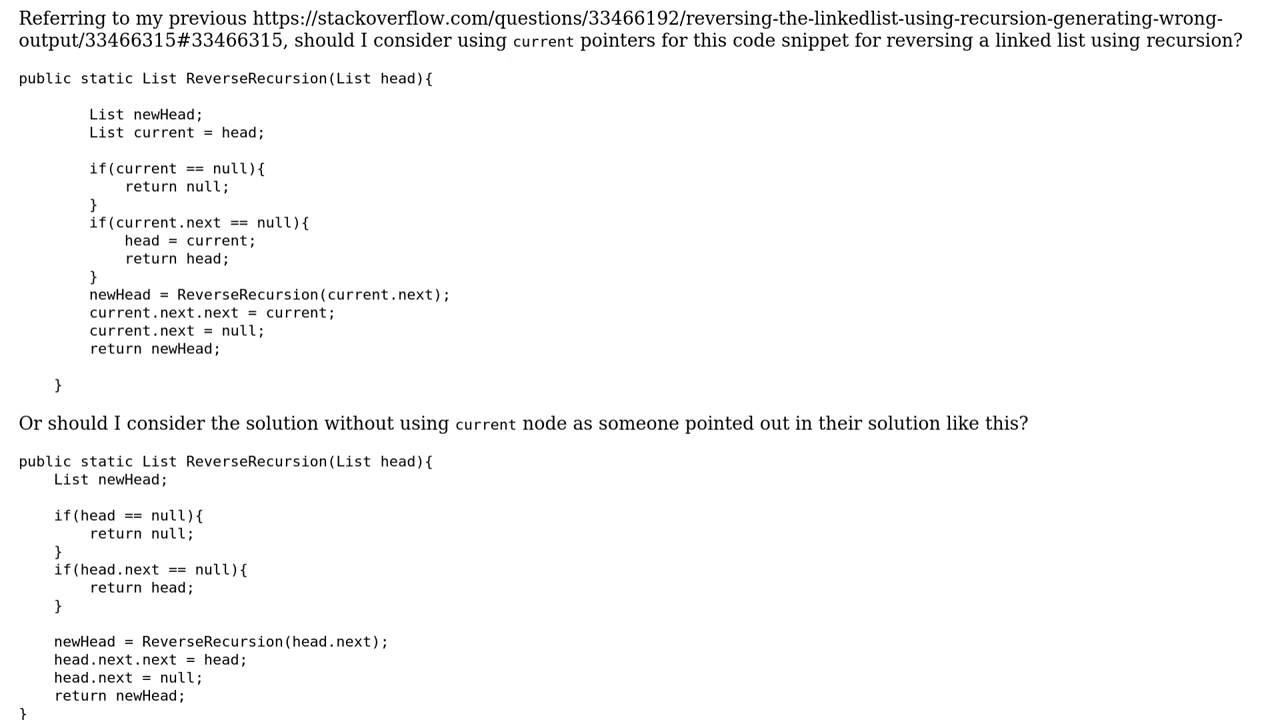 Referring to my previous https://stackoverflow.com/questions/33466192/reversing-the-linkedlist-using-recursion-generating-wrong-
output/33466315#33466315, should I consider using current pointers for this code snippet for reversing a linked list using recursion?
public static List ReverseRecursion(List head){
        List newHead;
        List current = head;
        if(current == null){
            return null;
        }
        if(current.next == null){
            head = current;
            return head;
        }
        newHead = ReverseRecursion(current.next);
        current.next.next = current;
        current.next = null;
        return newHead;
    }
Or should I consider the solution without using current node as someone pointed out in their solution like this?
public static List ReverseRecursion(List head){
    List newHead;
    if(head == null){
        return null;
    }
    if(head.next == null){
        return head;
    }
    newHead = ReverseRecursion(head.next);
    head.next.next = head;
    head.next = null;
    return newHead;
}